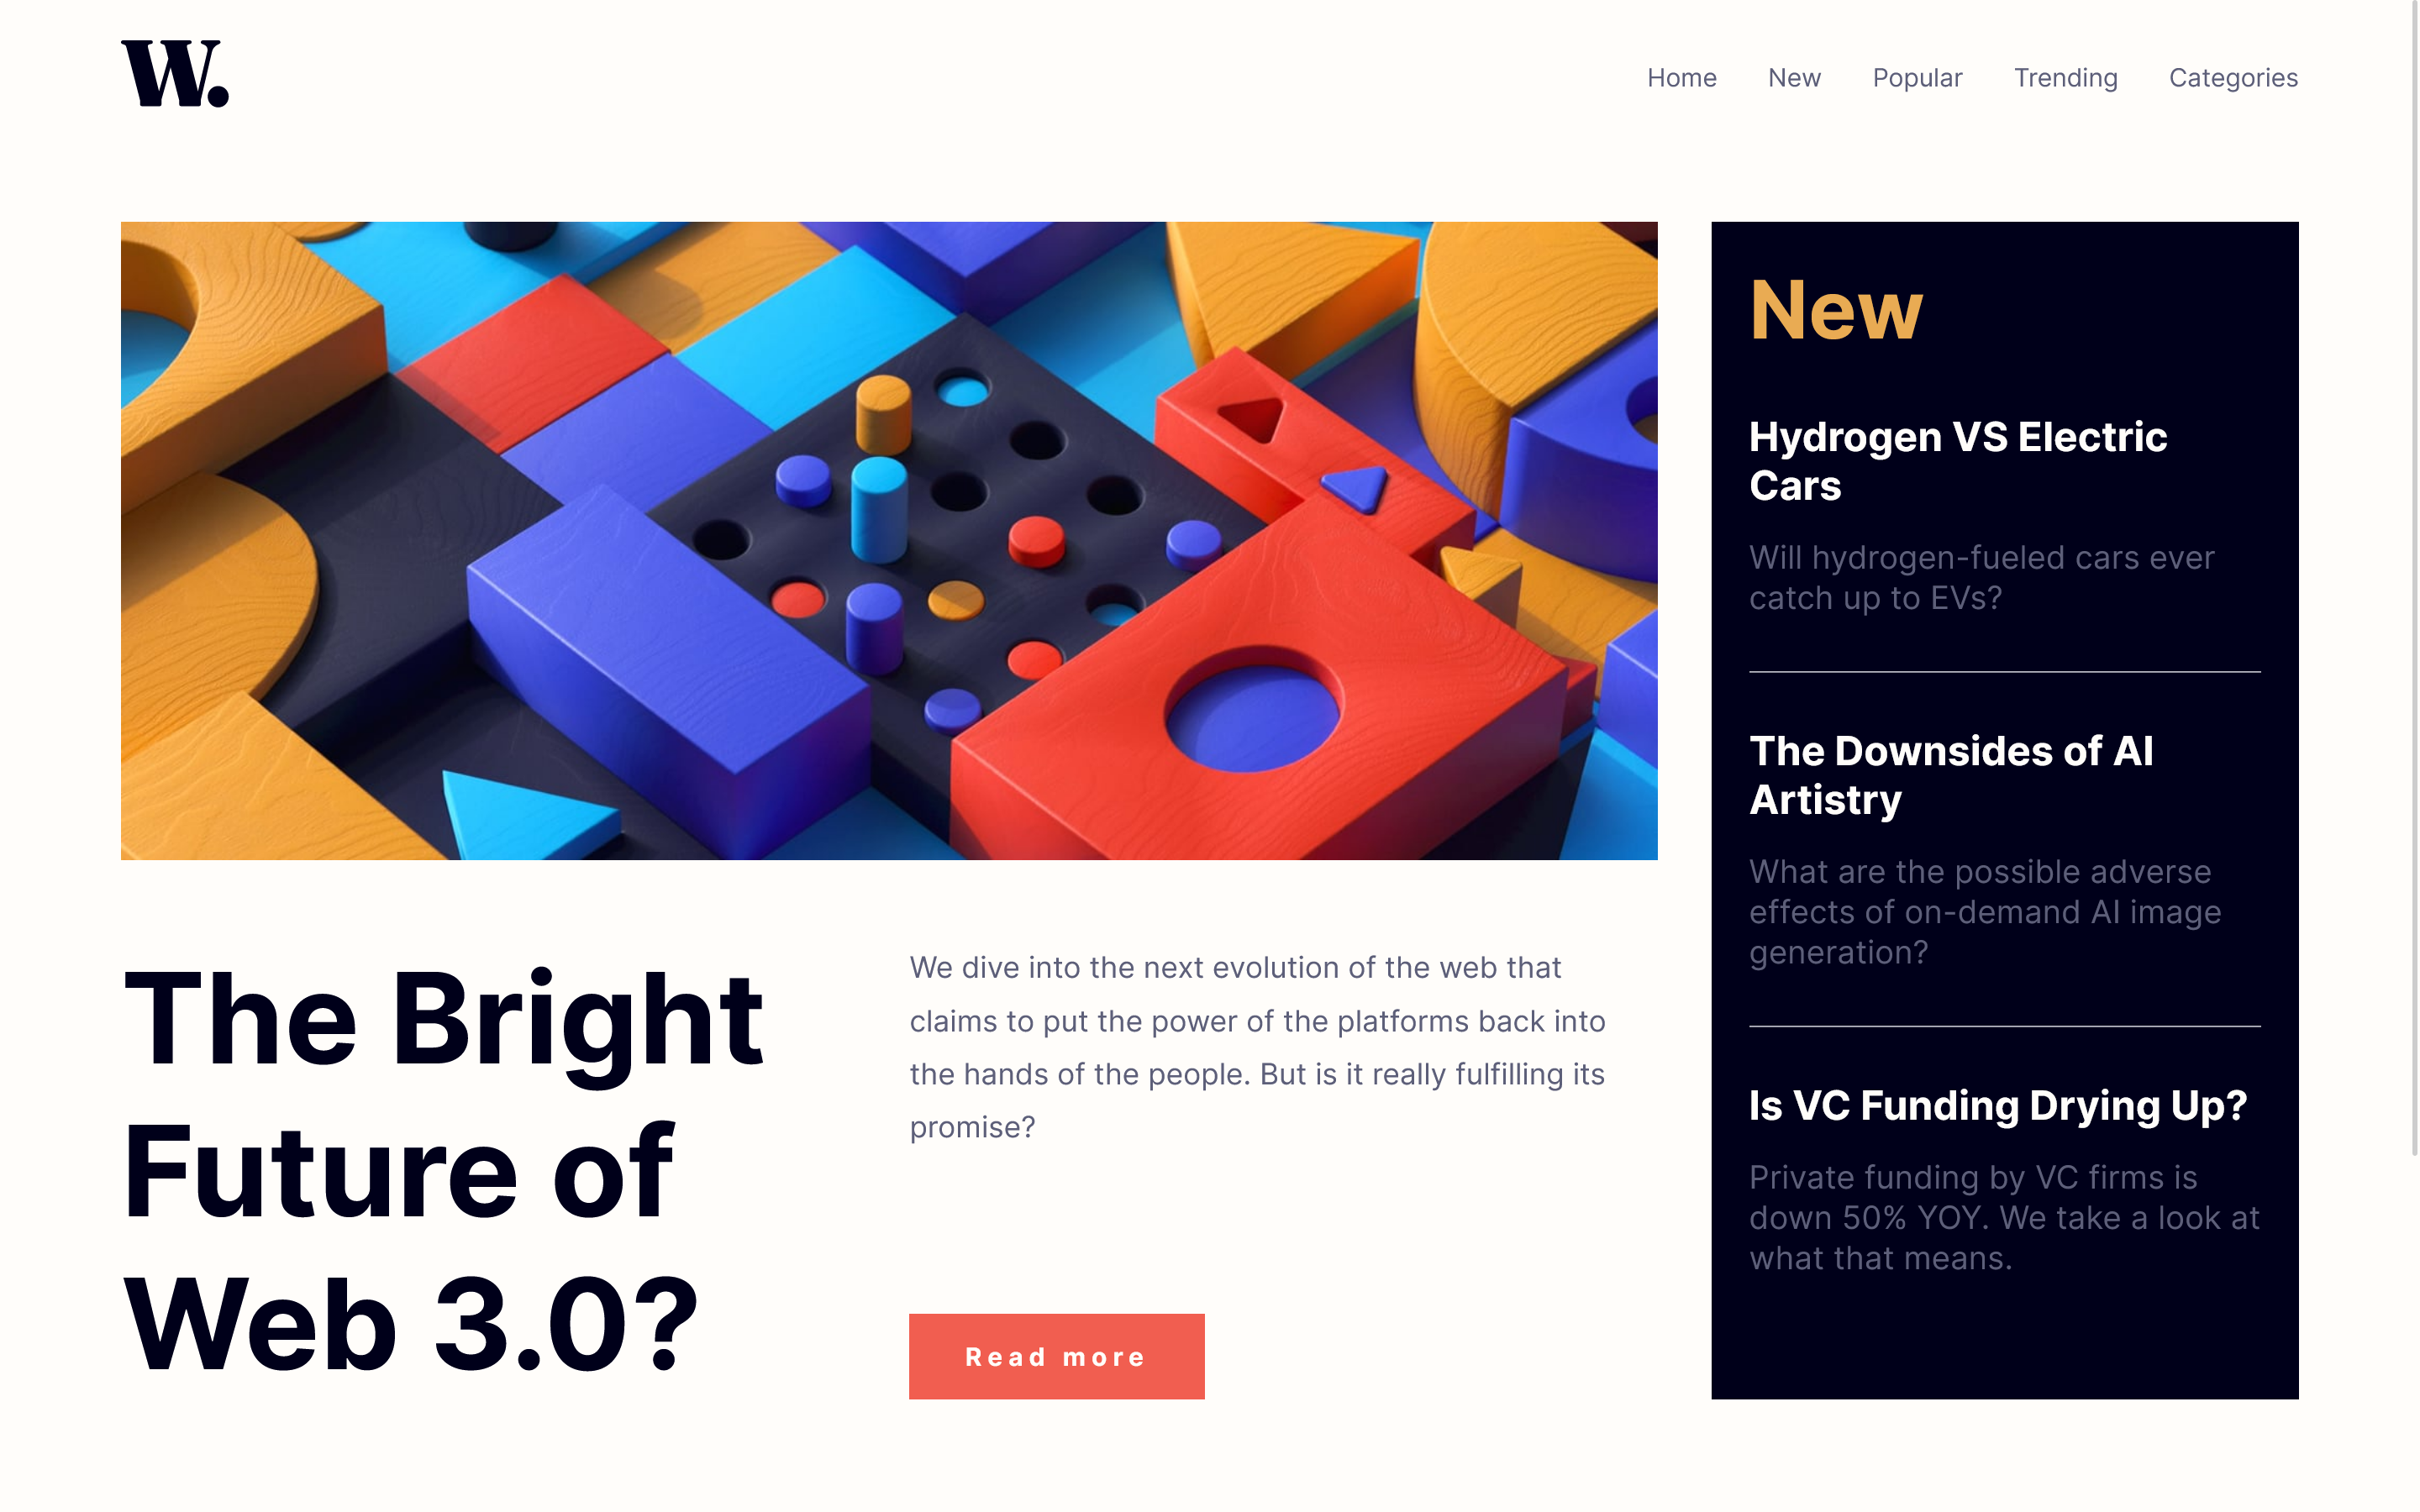 W.
Home
New
Popular
Trending
Categories
The Bright
Future of
Web 3.0?
We dive into the next evolution of the web that
claims to put the power of the platforms back into
the hands of the people. But is it really fulfilling its
promise?
Read more
New
Hydrogen VS Electric
Cars
Will hydrogen-fueled cars ever
catch up to EVs?
The Downsides of AI
Artistry
What are the possible adverse
effects of on-demand AI image
generation?
Is VC Funding Drying Up?
Private funding by VC firms is
down 50% YOY. We take a look at
what that means.